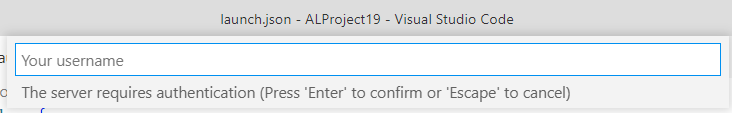 launch.json - ALProject19 - Visual Studio Code
Your username
The server requires authentication (Press 'Enter' to confirm or 'Escape' to cancel)